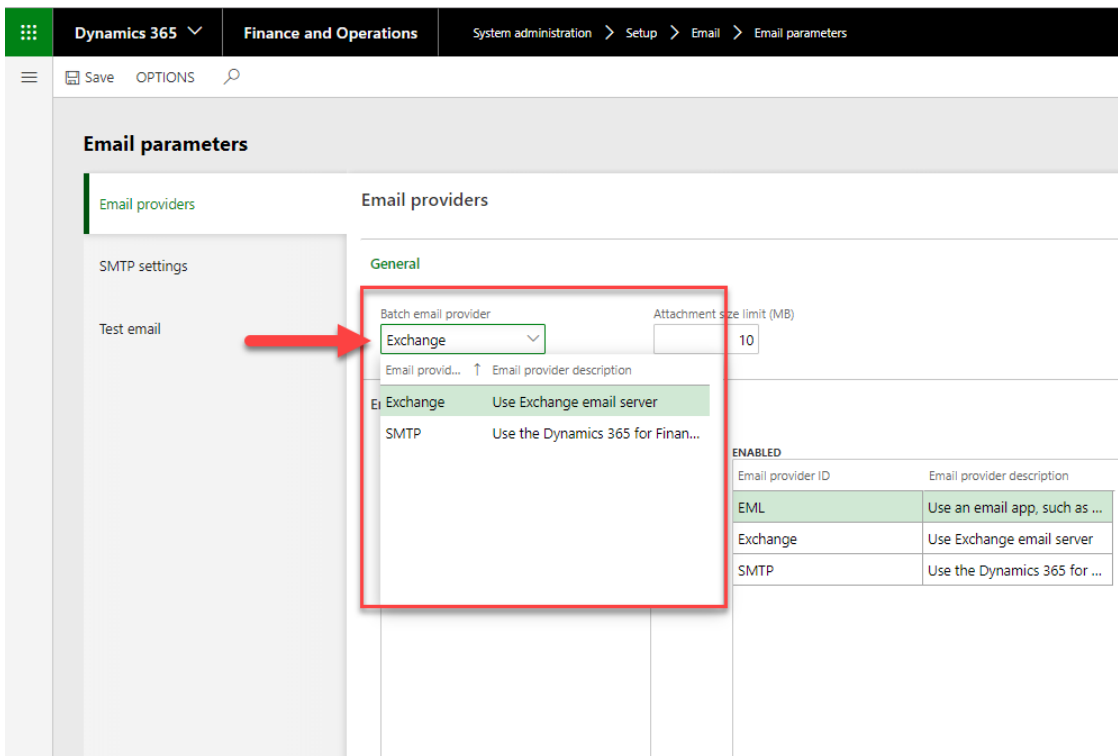 Dynamics 365 Finance and Operations System administration > Setup > Email > Email parameters
Save OPTIONS
Email parameters
Email providers
SMTP settings
Test email
Email providers
General
Batch email provider
Exchange
Attachment size limit (MB)
10
Email provid... ↑ Email provider description
Exchange Use Exchange email server
SMTP Use the Dynamics 365 for Finan...
ENABLED
Email provider ID Email provider description
EML Use an email app, such as ...
Exchange Use Exchange email server
SMTP Use the Dynamics 365 for ...